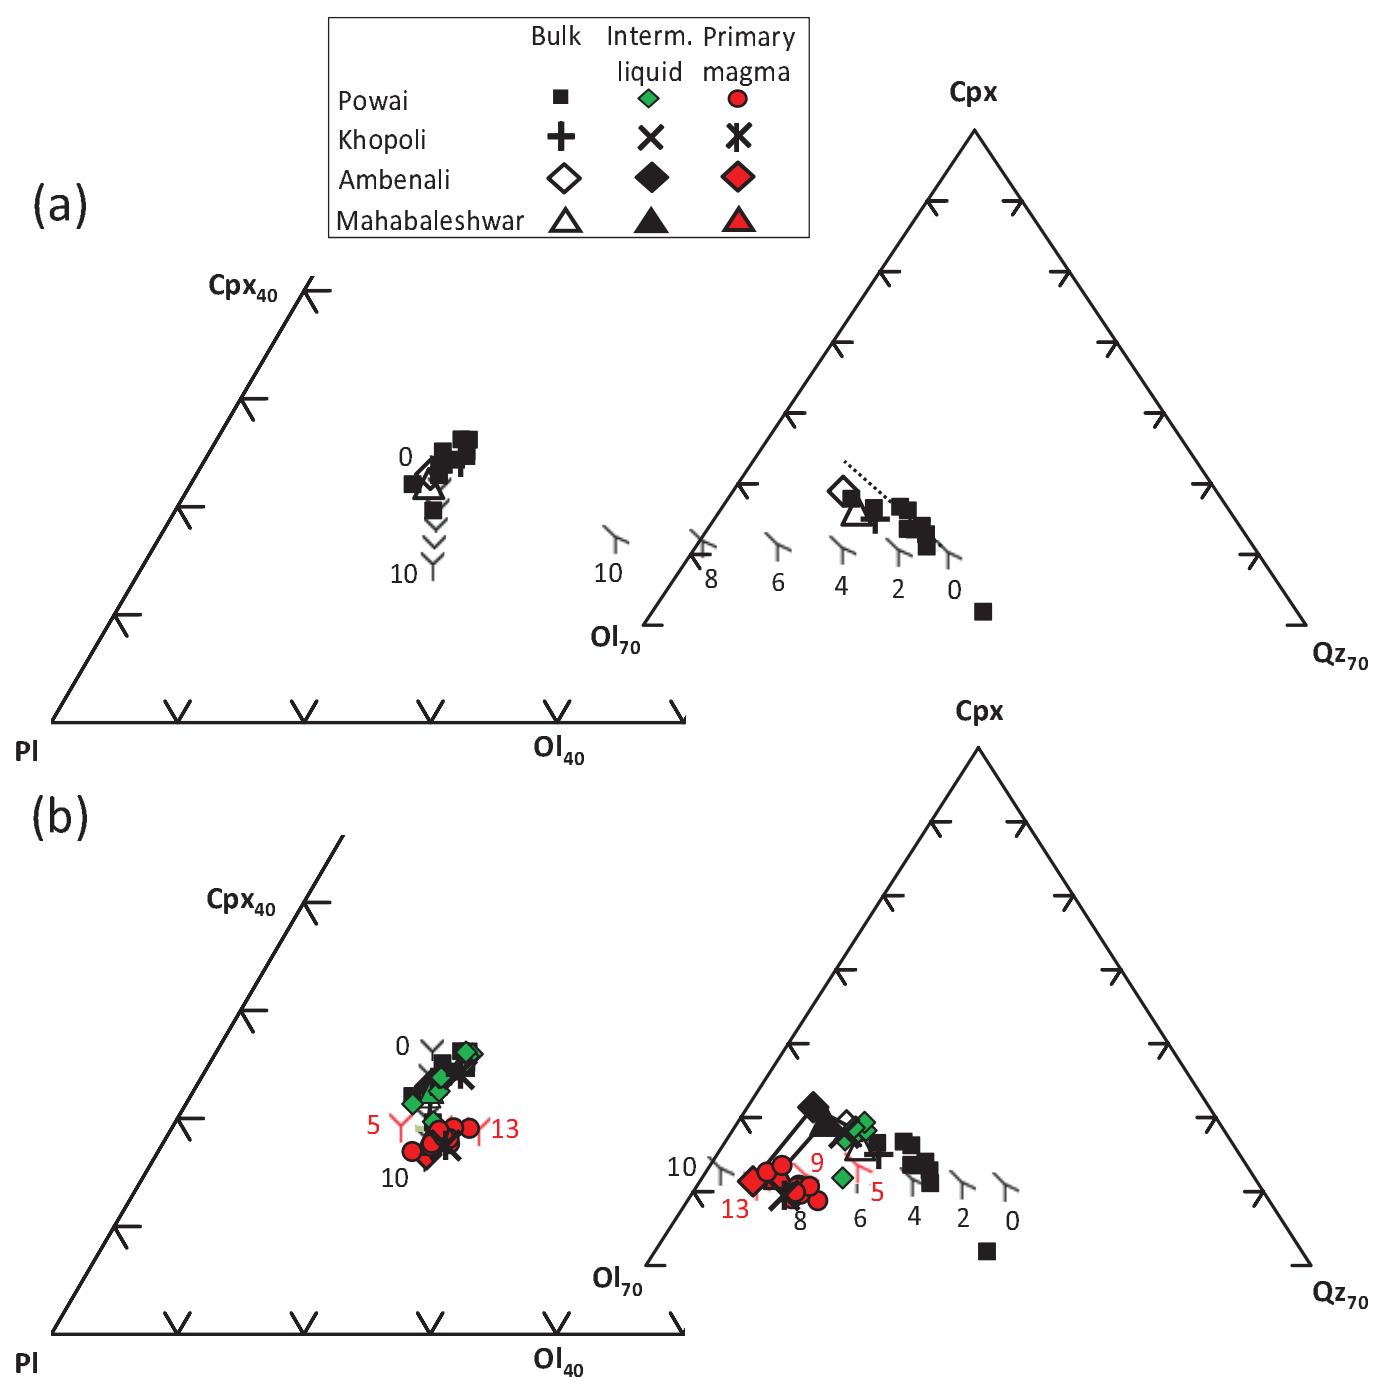 Bulk Interm. Primary
liquid magma
Powai
Khopoli
Ambenali
Mahabaleshwar
(a)
Cpx
Cpx40
0
10
10
8
6
4
2
0
Ol70
Qz70
Pl
Ol40
(b)
Cpx
Cpx40
0
5
13
10
10
13
9
5
8
6
4
2
0
Ol70
Qz70
Pl
Ol40